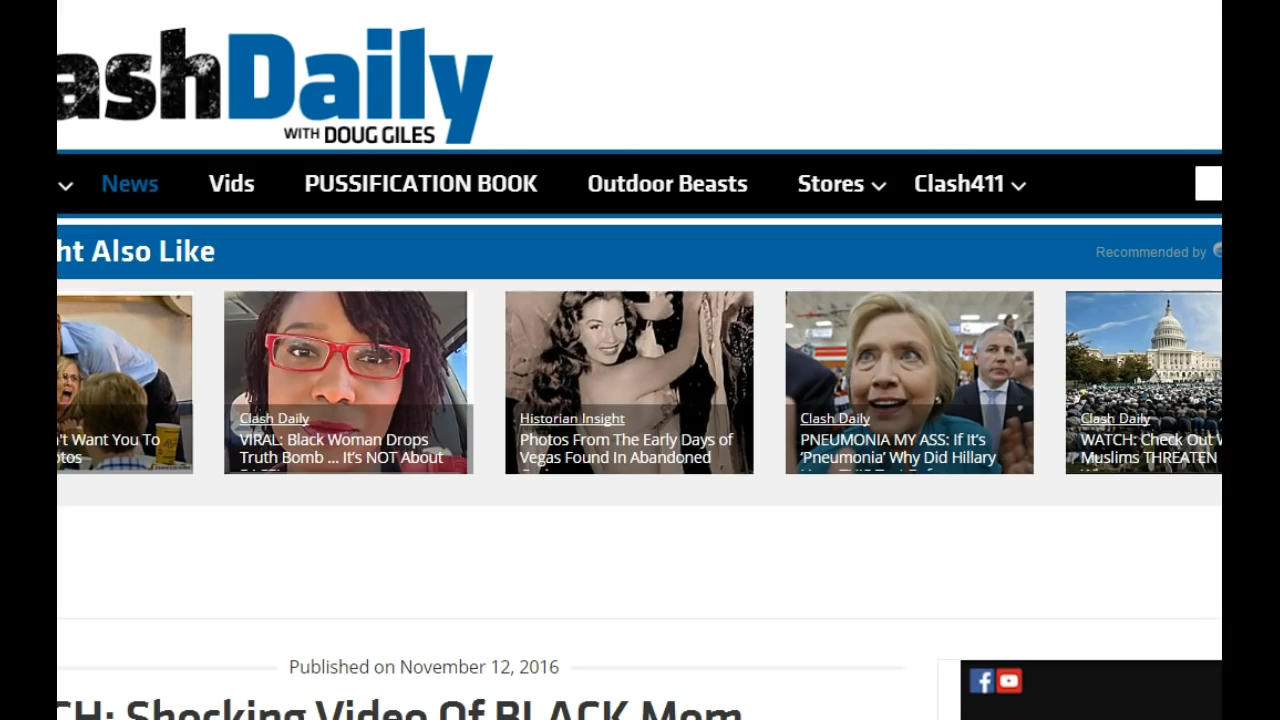 ashDaily
WITH DOUG GILES
News Vids PUSSIFICATION BOOK Outdoor Beasts Stores Clash411
ht Also Like
Recommended by
't Want You To
otos
Clash Daily
VIRAL: Black Woman Drops
Truth Bomb ... It's NOT About
Historian Insight
Photos From The Early Days of
Vegas Found In Abandoned
Clash Daily
PNEUMONIA MY ASS: If It's
'Pneumonia' Why Did Hillary
Clash Daily
WATCH: Check Out W
Muslims THREATEN
Published on November 12, 2016
CH: Shocking Video Of BLACK Mom